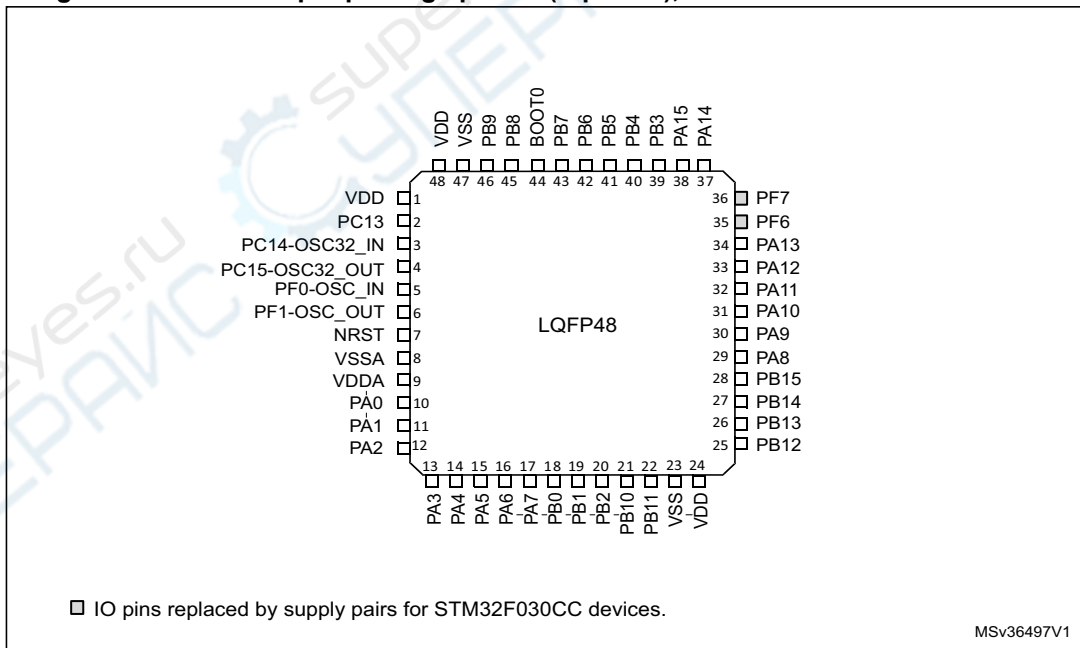 VDD
VSS
PB9
PB8
BOOT0
PB7
PB6
PB5
PB4
PB3
PA15
PA14
48 47 46 45 44 43 42 41 40 39 38 37
VDD 1
PC13 2
PC14-OSC32_IN 3
PC15-OSC32_OUT 4
PF0-OSC_IN 5
PF1-OSC_OUT 6
NRST 7
VSSA 8
VDDA 9
PA0 10
PA1 11
PA2 12
LQFP48
36 PF7
35 PF6
34 PA13
33 PA12
32 PA11
31 PA10
30 PA9
29 PA8
28 PB15
27 PB14
26 PB13
25 PB12
13 14 15 16 17 18 19 20 21 22 23 24
PA3
PA4
PA5
PA6
PA7
PB0
PB1
PB2
PB10
PB11
VSS
VDD
IO pins replaced by supply pairs for STM32F030CC devices.
MSv36497V1